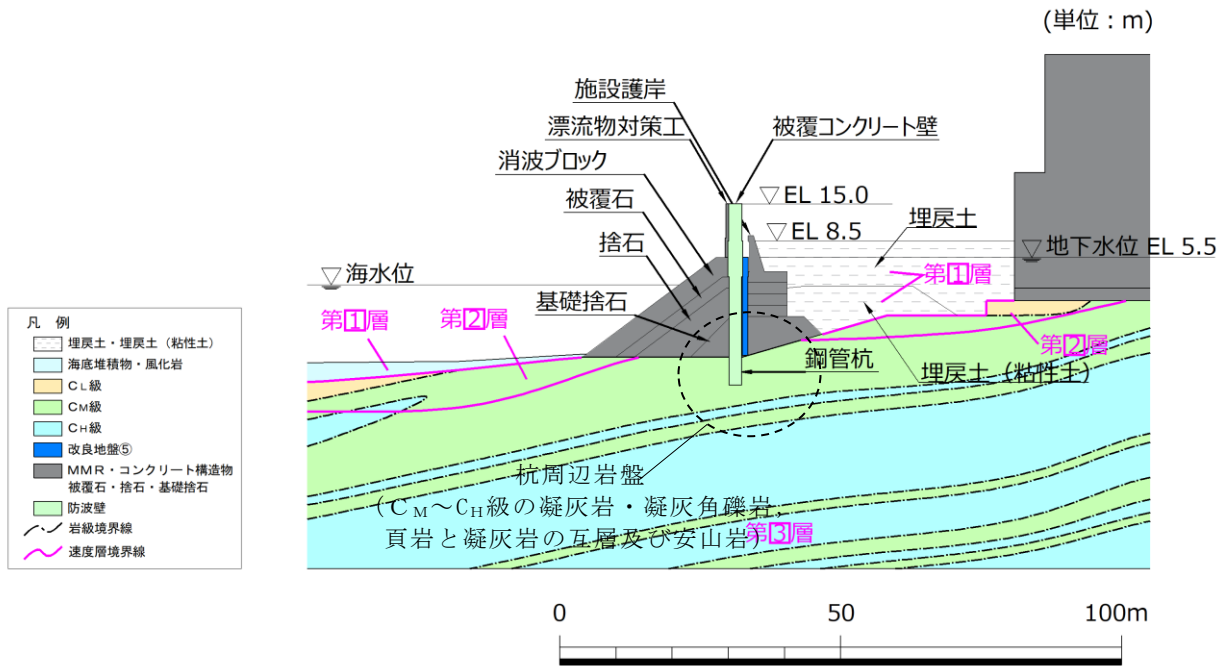 (単位：m)
施設護岸
漂流物対策工
被覆コンクリート壁
消波ブロック
被覆石
捨石
基礎捨石
▽ EL 15.0
▽ EL 8.5
埋戻土
▽ 地下水位 EL 5.5
▽ 海水位
第1層
第1層
第2層
第2層
鋼管杭
埋戻土（粘性土）
杭周辺岩盤
（CM～CH級の凝灰岩・凝灰角礫岩，
頁岩と凝灰岩の互層及び安山岩）
第3層
凡 例
埋戻土・埋戻土（粘性土）
海底堆積物・風化岩
CL級
CM級
CH級
改良地盤⑤
MMR・コンクリート構造物
被覆石・捨石・基礎捨石
防波壁
岩級境界線
速度層境界線
0 50 100m